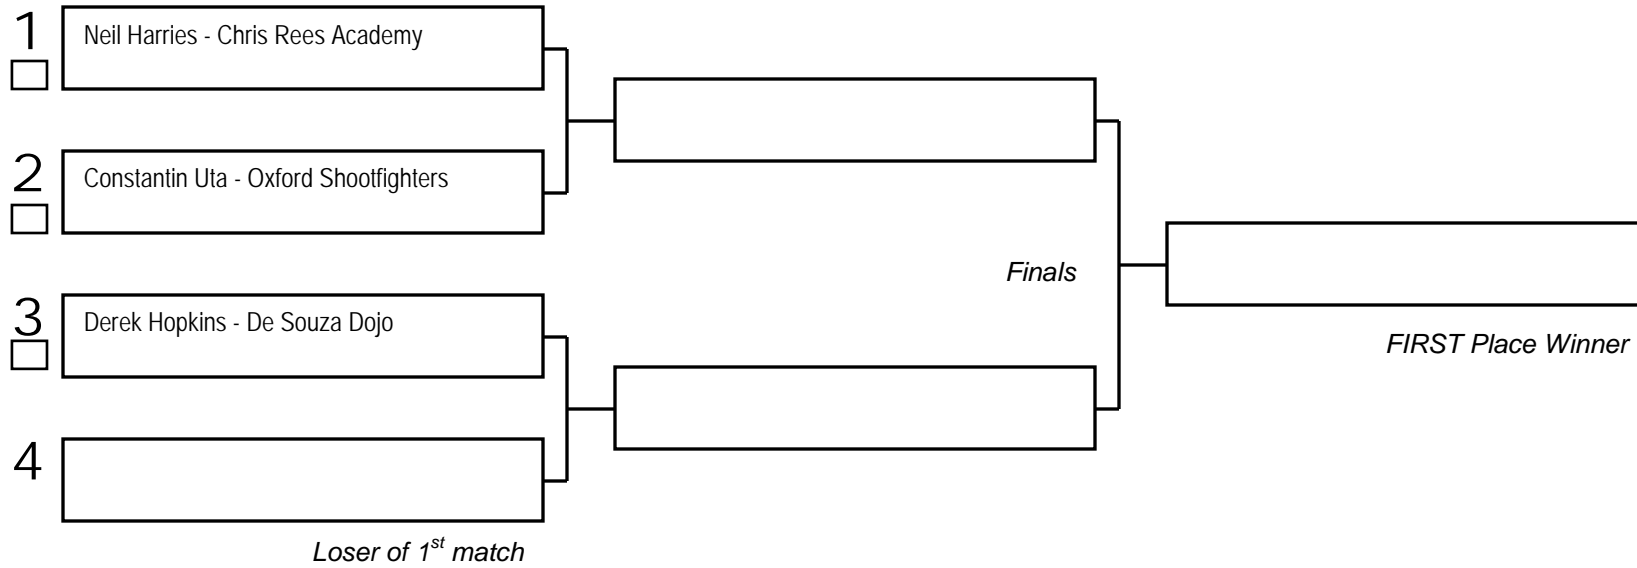 1
Neil Harries - Chris Rees Academy
2
Constantin Uta - Oxford Shootfighters
Finals
3
Derek Hopkins - De Souza Dojo
FIRST Place Winner
4
Loser of 1st match